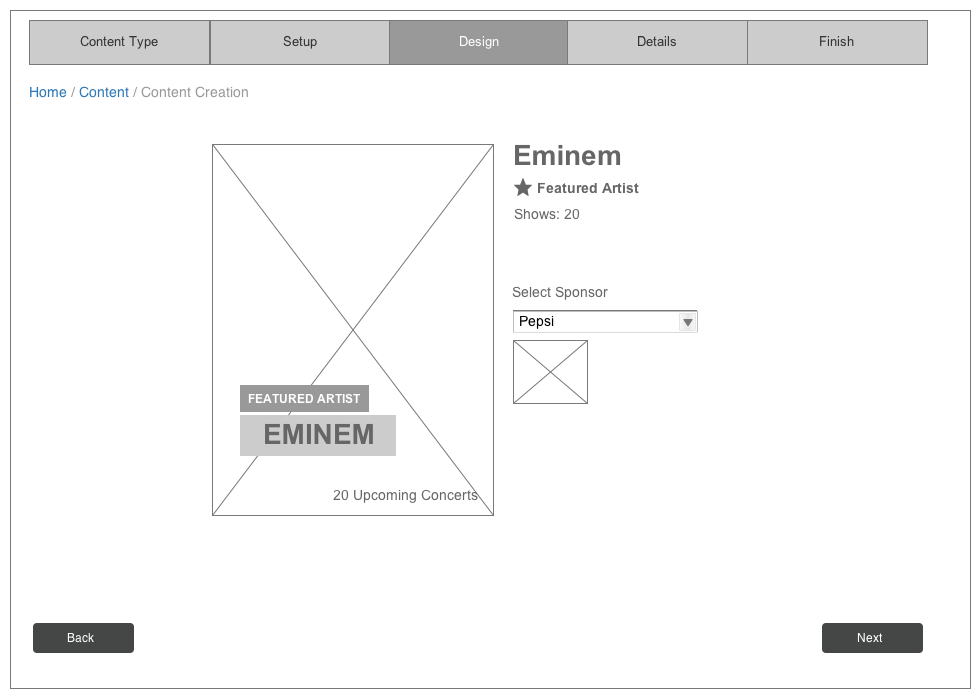 Content Type Setup Design Details Finish
Home / Content / Content Creation
Eminem
Featured Artist
Shows: 20
Select Sponsor
Pepsi
FEATURED ARTIST
EMINEM
20 Upcoming Concerts
Back Next